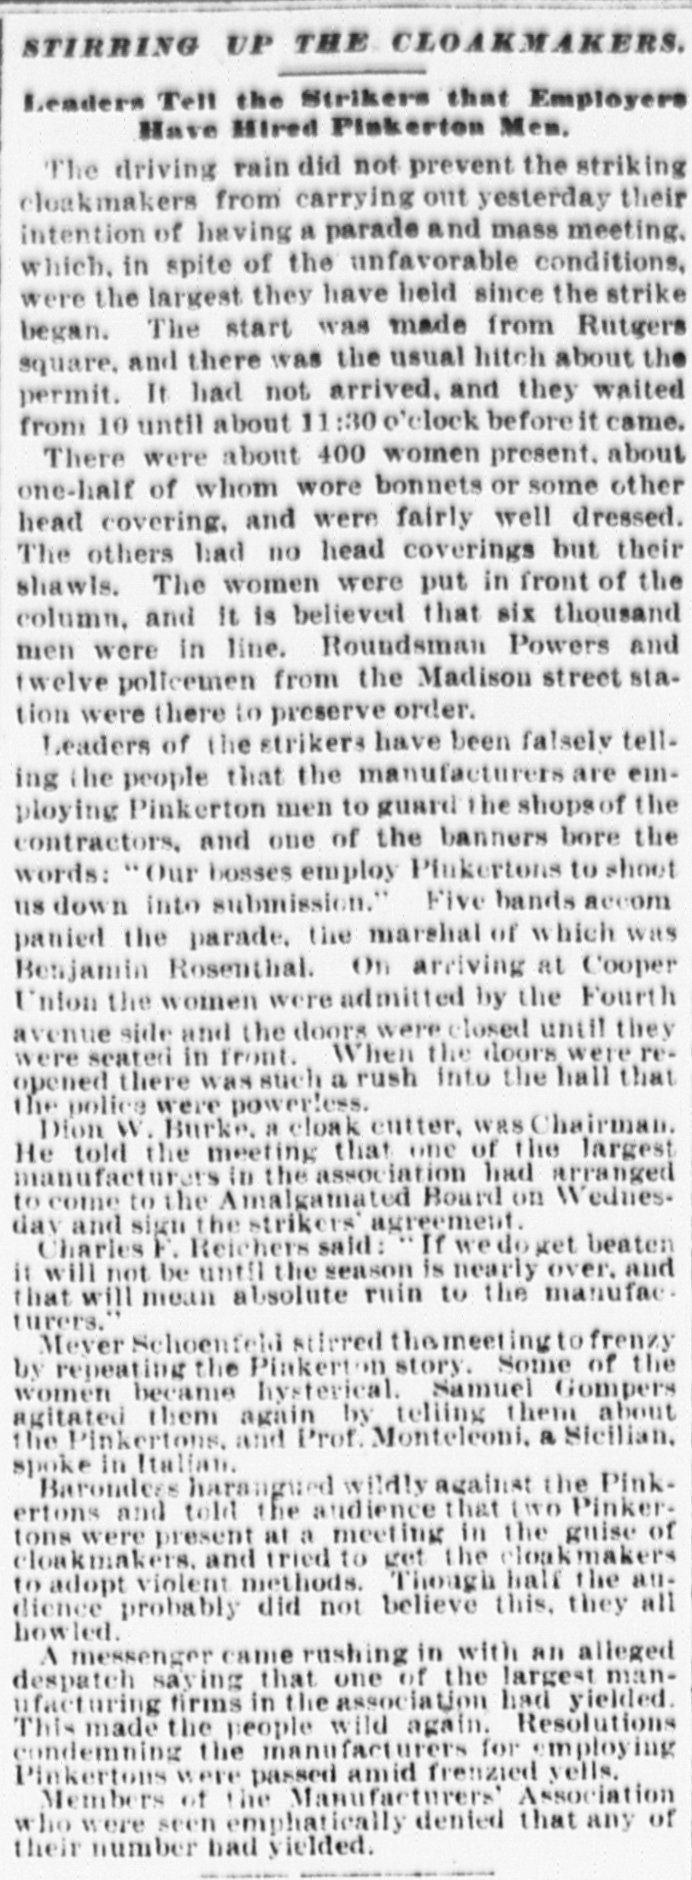 STIRRING UP THE CLOAKMAKERS.
Leaders Tell the Strikers that Employers
Have Hired Pinkerton Men.
The driving rain did not prevent the striking
cloakmakers from carrying out yesterday their
intention of having a parade and mass meeting,
which, in spite of the unfavorable conditions,
were the largest they have held since the strike
began. The start was made from Rutgers
square, and there was the usual hitch about the
permit. It had not arrived, and they waited
from 10 until about 11:30 o'clock before it came.
There were about 400 women present, about
one-half of whom wore bonnets or some other
head covering, and were fairly well dressed.
The others had no head coverings but their
shawls. The women were put in front of the
column, and it is believed that six thousand
men were in line. Roundsman Powers and
twelve policemen from the Madison street sta-
tion were there to preserve order.
Leaders of the strikers have been falsely tell-
ing the people that the manufacturers are em-
ploying Pinkerton men to guard the shops of the
contractors, and one of the banners bore the
words: "Our bosses employ Pinkertons to shoot
us down into submission." Five bands accom
panied the parade, the marshal of which was
Benjamin Rosenthal. On arriving at Cooper
Union the women were admitted by the Fourth
avenue side and the doors were closed until they
were seated in front. When the doors were re-
opened there was such a rush into the hall that
the police were powerless.
Dion W. Burke, a cloak cutter, was Chairman.
He told the meeting that one of the largest
manufacturers in the association had arranged
to come to the Amalgamated Board on Wednes-
day and sign the strikers' agreement.
Charles F. Reichers said: "If we do get beaten
it will not be until the season is nearly over, and
that will mean absolute ruin to the manufac-
turers."
Meyer Schoenfeld stirred the meeting to frenzy
by repeating the Pinkerton story. Some of the
women became hysterical. Samuel Gompers
agitated them again by telling them about
the Pinkertons, and Prof. Monteleoni, a Sicilian,
spoke in Italian.
Barondess harangued wildly against the Pink-
ertons and told the audience that two Pinker-
tons were present at a meeting in the guise of
cloakmakers, and tried to get the cloakmakers
to adopt violent methods. Though half the au-
dience probably did not believe this, they all
howled.
A messenger came rushing in with an alleged
despatch saying that one of the largest man-
ufacturing firms in the association had yielded.
This made the people wild again. Resolutions
condemning the manufacturers for employing
Pinkertons were passed amid frenzied yells.
Members of the Manufacturers' Association
who were seen emphatically denied that any of
their number had yielded.